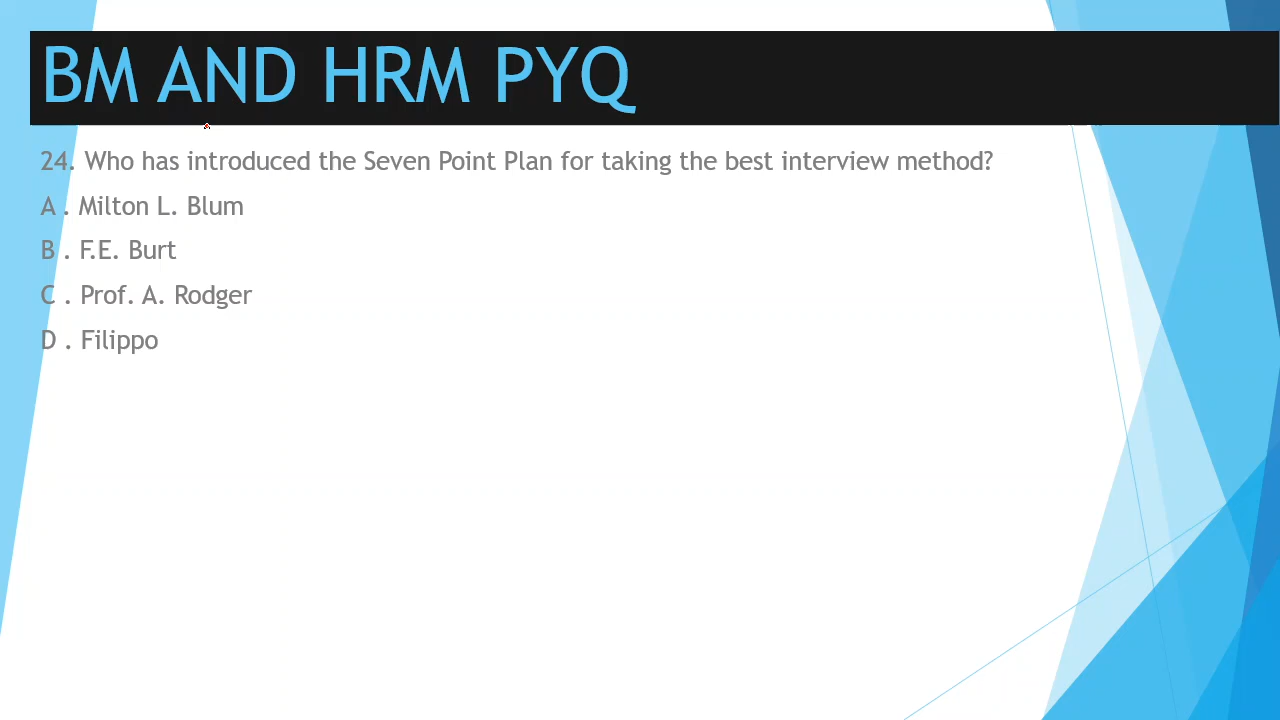 BM AND HRM PYQ
24. Who has introduced the Seven Point Plan for taking the best interview method?
A . Milton L. Blum
B . F.E. Burt
C . Prof. A. Rodger
D . Filippo